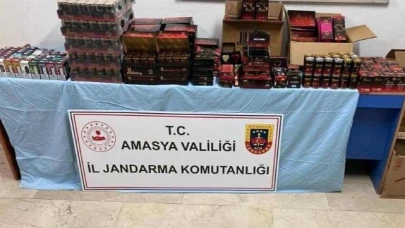 T.C.
AMASYA VALİLİĞİ
İL JANDARMA KOMUTANLIĞI